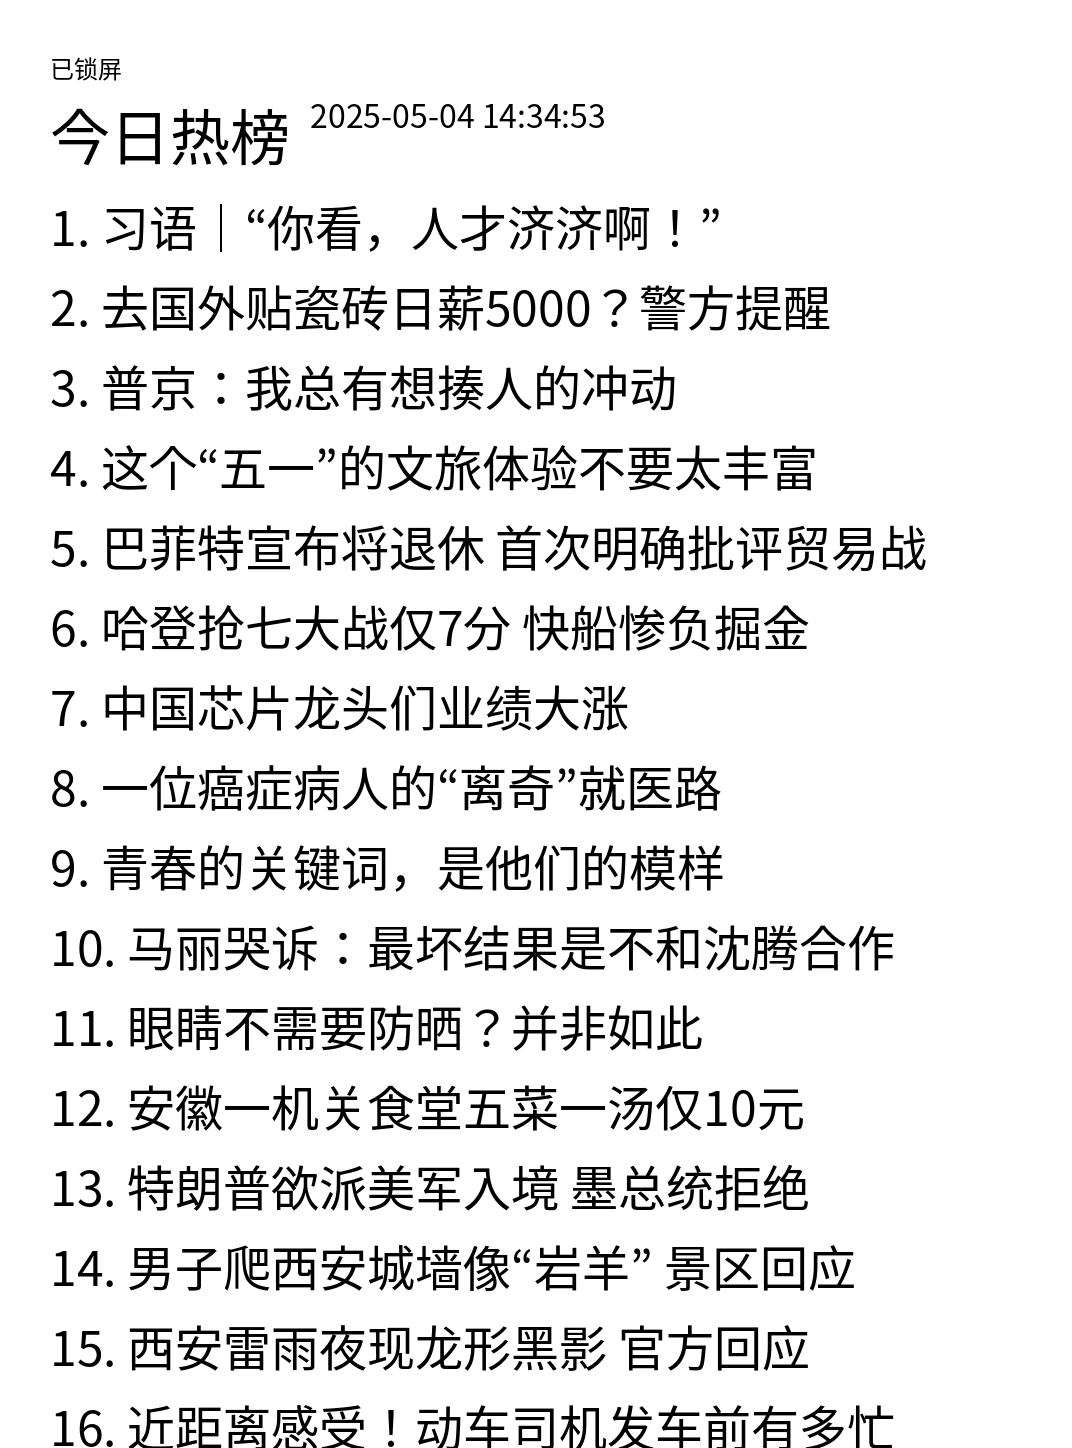 已锁屏
今日热榜 2025-05-04 14:34:53
1. 习语｜“你看，人才济济啊！”
2. 去国外贴瓷砖日薪5000？警方提醒
3. 普京：我总有想揍人的冲动
4. 这个“五一”的文旅体验不要太丰富
5. 巴菲特宣布将退休 首次明确批评贸易战
6. 哈登抢七大战仅7分 快船惨负掘金
7. 中国芯片龙头们业绩大涨
8. 一位癌症病人的“离奇”就医路
9. 青春的关键词，是他们的模样
10. 马丽哭诉：最坏结果是不和沈腾合作
11. 眼睛不需要防晒？并非如此
12. 安徽一机关食堂五菜一汤仅10元
13. 特朗普欲派美军入境 墨总统拒绝
14. 男子爬西安城墙像“岩羊” 景区回应
15. 西安雷雨夜现龙形黑影 官方回应
16. 近距离感受！动车司机发车前有多忙